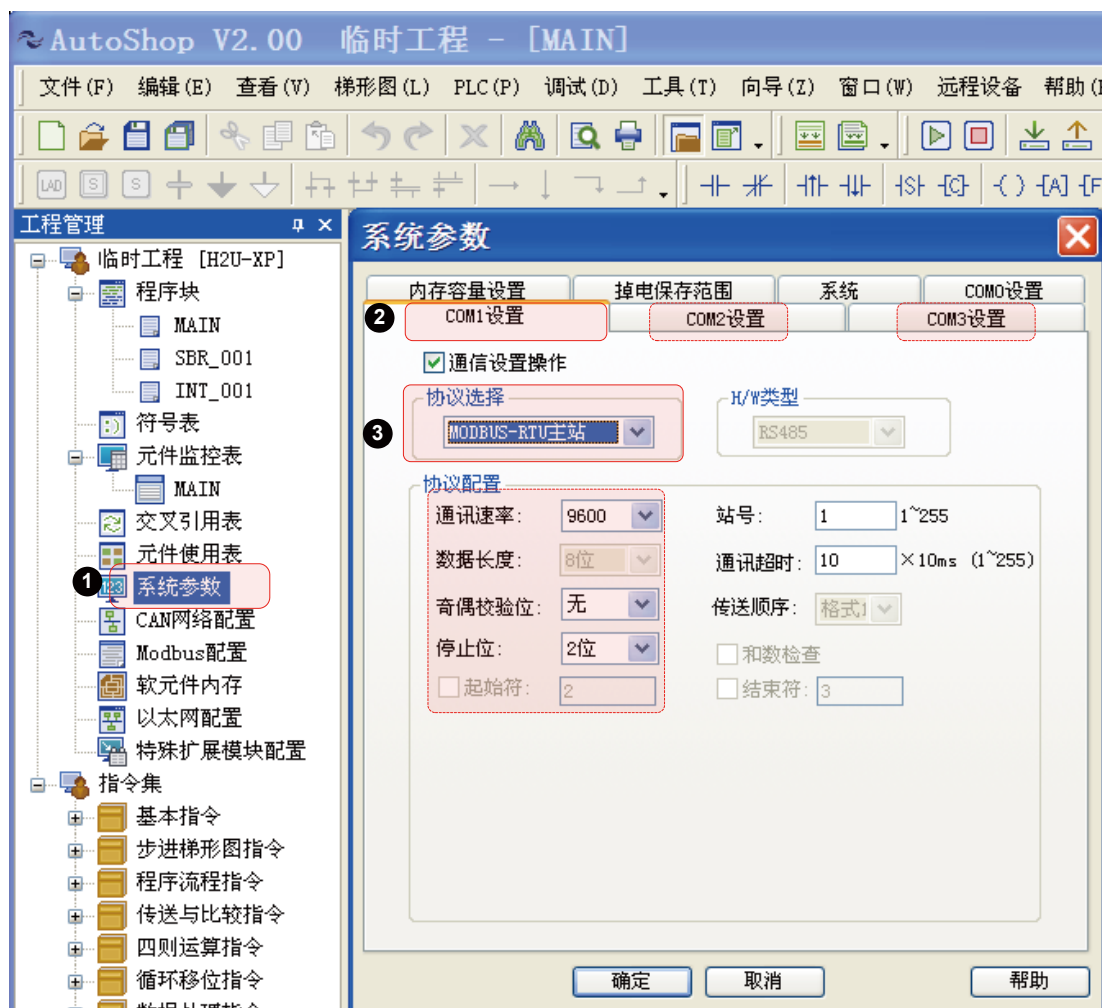 AutoShop V2.00 临时工程 - [MAIN]
文件(F) 编辑(E) 查看(V) 梯形图(L) PLC(P) 调试(D) 工具(T) 向导(Z) 窗口(W) 远程设备 帮助(
LAD S S S C ( ) [A]
工程管理
临时工程 [H2U-XP]
程序块
MAIN
SBR_001
INT_001
符号表
元件监控表
MAIN
交叉引用表
元件使用表
1 123 系统参数
CAN网络配置
Modbus配置
软元件内存
以太网配置
特殊扩展模块配置
指令集
基本指令
步进梯形图指令
程序流程指令
传送与比较指令
四则运算指令
循环移位指令
系统参数
内存容量设置 掉电保存范围 系统 COM0设置
2 COM1设置 COM2设置 COM3设置
通信设置操作
协议选择 H/W类型
3 MODBUS-RTU主站 RS485
协议配置
通讯速率: 9600 站号: 1 1~255
数据长度: 8位 通讯超时: 10 ×10ms (1~255)
奇偶校验位: 无 传送顺序: 格式1
停止位: 2位 和数检查
起始符: 2 结束符: 3
确定 取消 帮助